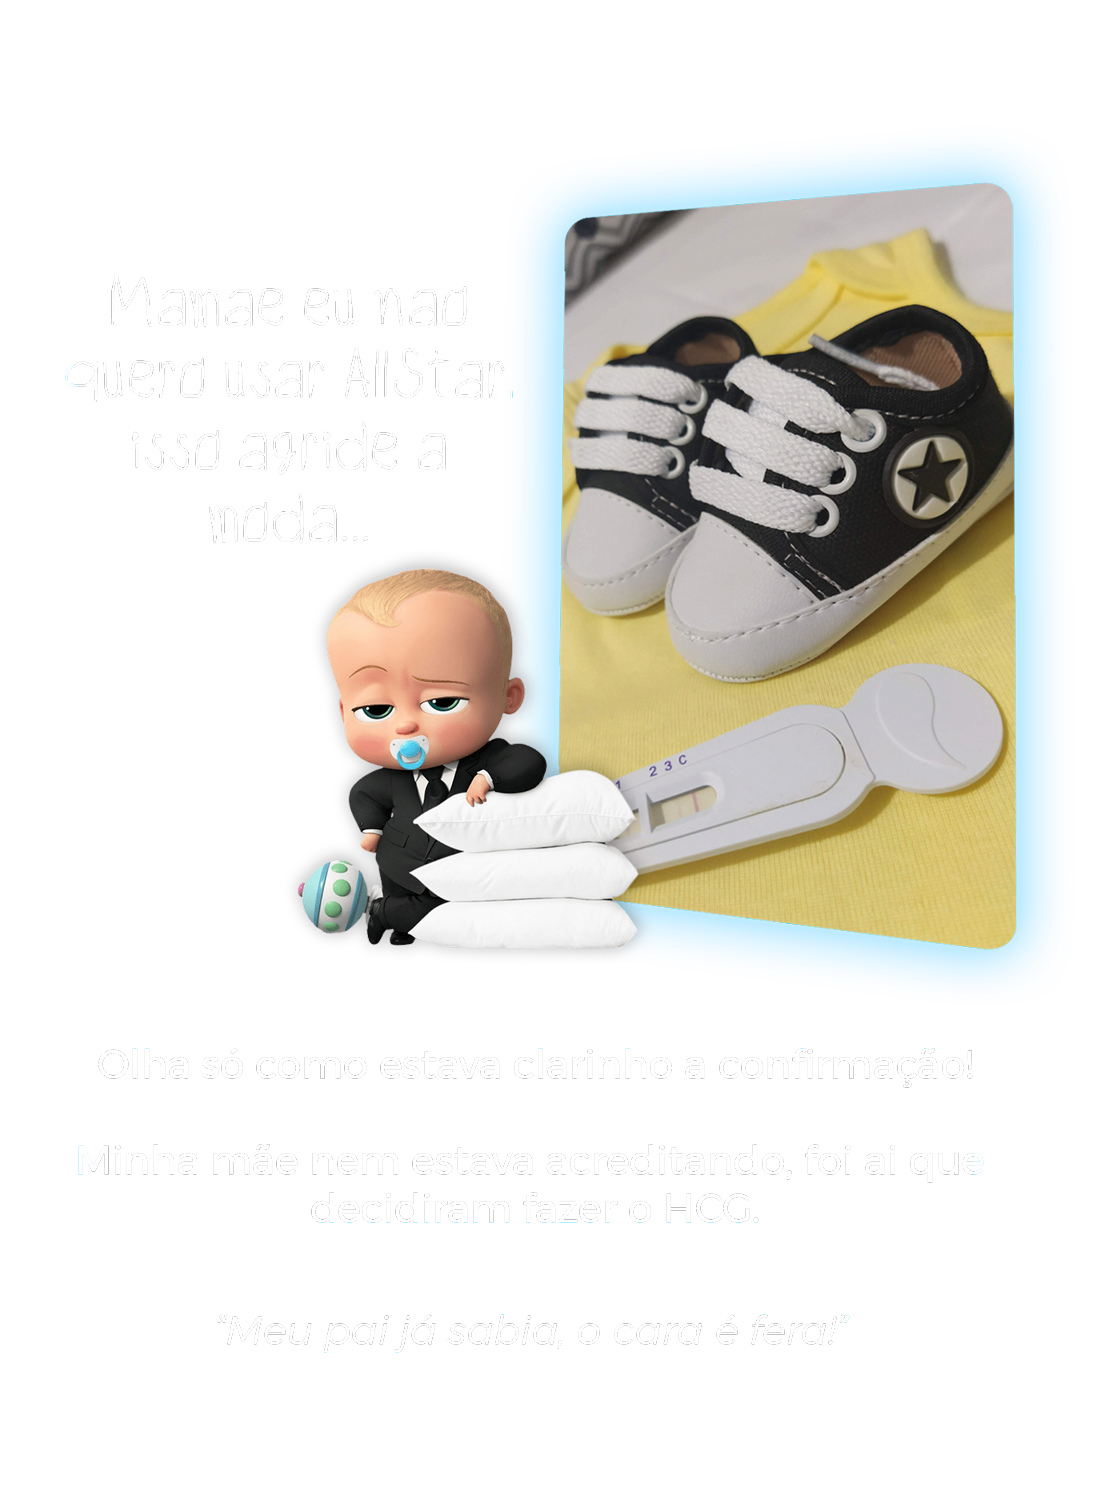 Mamae eu nao
quero usar AllStar,
isso agride a
moda...
1 2 3 C
Olha só como estava clarinho a confirmação!
Minha mãe nem estava acreditando, foi ai que
decidiram fazer o HCG.
"Meu pai já sabia, o cara é fera!"